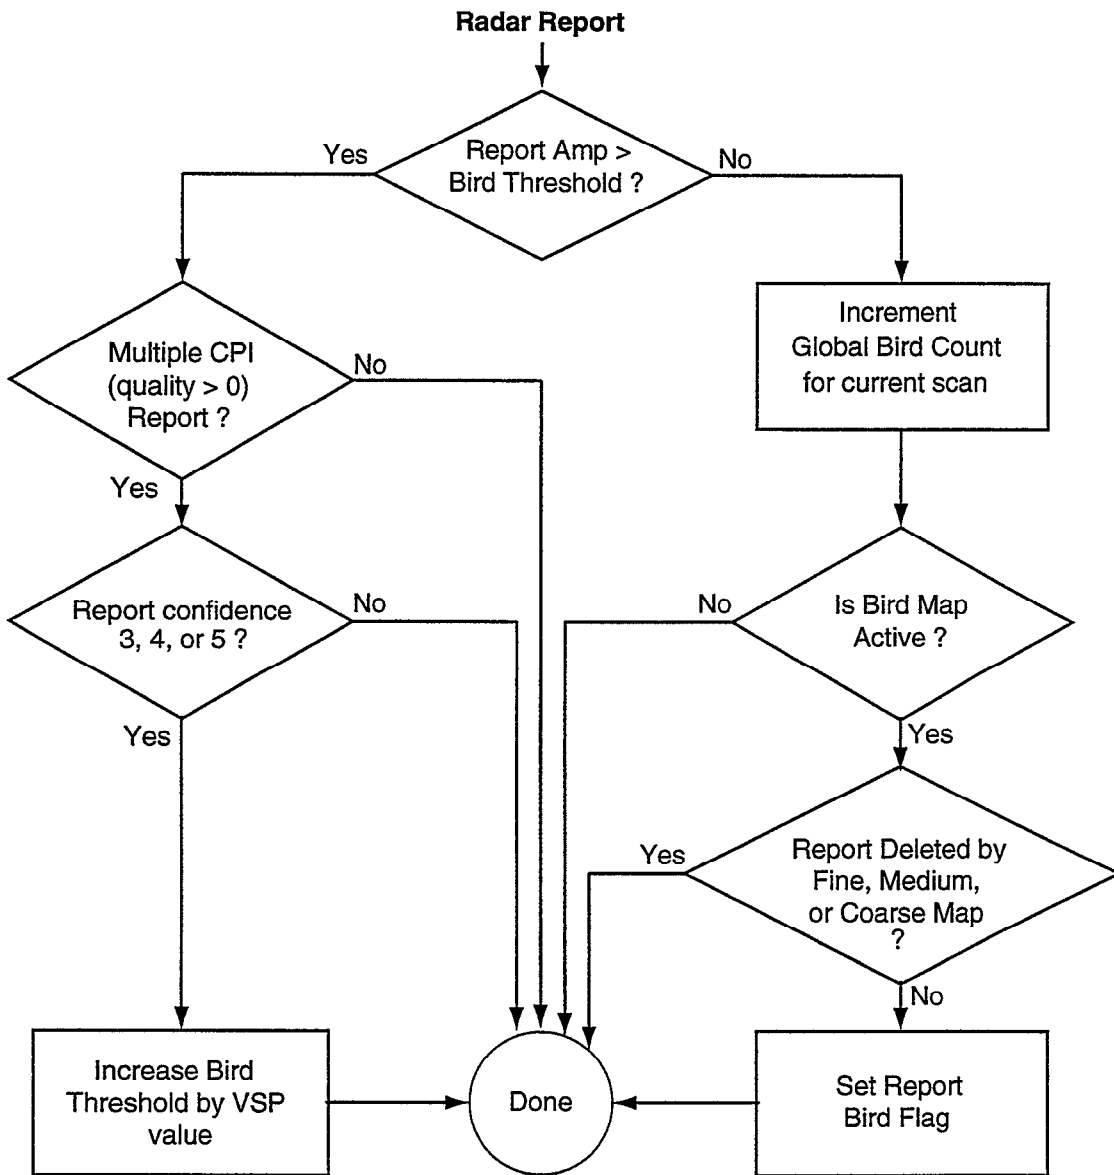 Radar Report
Report Amp >
Bird Threshold ?
Yes
No
Multiple CPI
(quality > 0)
Report ?
No
Yes
Increment
Global Bird Count
for current scan
Report confidence
3, 4, or 5 ?
No
Yes
Is Bird Map
Active ?
No
Yes
Report Deleted by
Fine, Medium,
or Coarse Map
?
Yes
No
Increase Bird
Threshold by VSP
value
Done
Set Report
Bird Flag